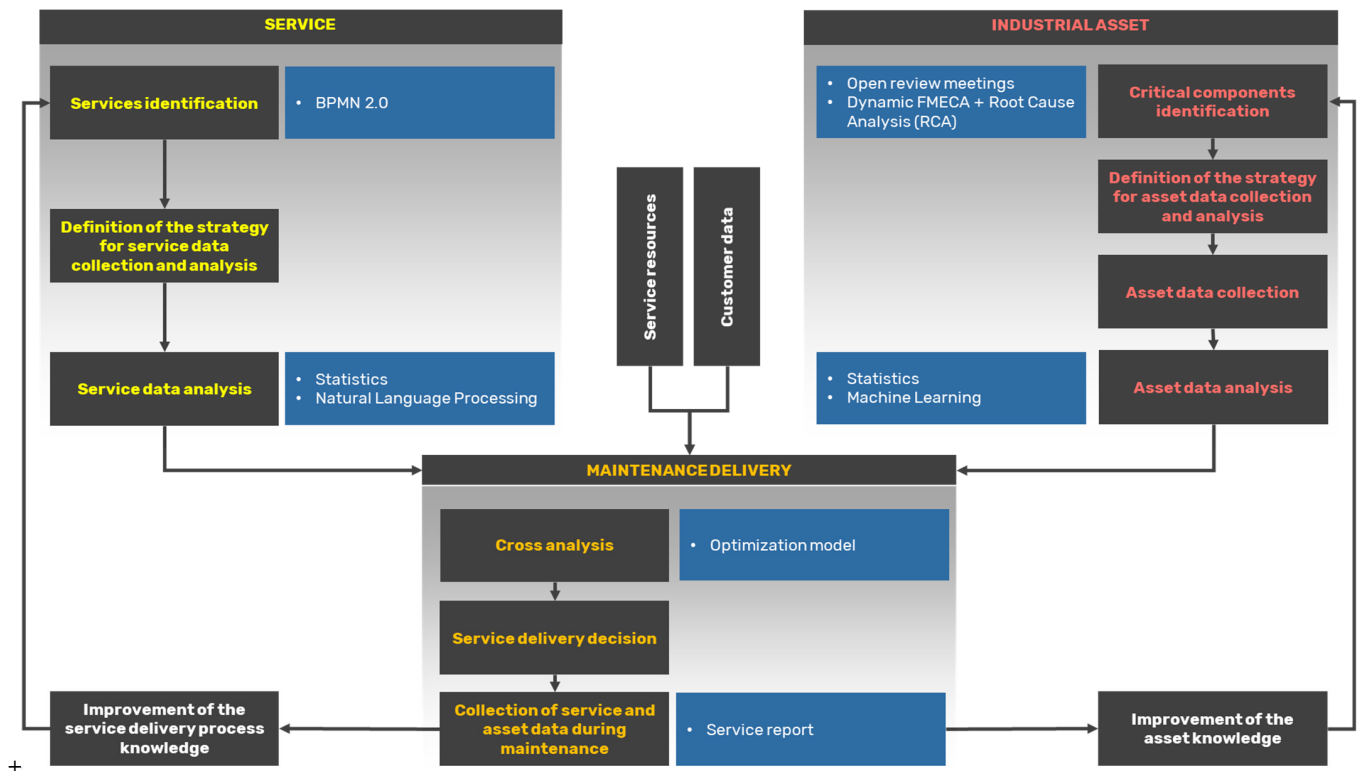 SERVICE
Services identification
• BPMN 2.0
Definition of the strategy
for service data
collection and analysis
Service data analysis
• Statistics
• Natural Language Processing
Service resources
Customer data
INDUSTRIAL ASSET
• Open review meetings
• Dynamic FMECA + Root Cause
Analysis (RCA)
Critical components
identification
Definition of the strategy
for asset data collection
and analysis
Asset data collection
• Statistics
• Machine Learning
Asset data analysis
MAINTENANCE DELIVERY
Cross analysis
• Optimization model
Service delivery decision
Collection of service and
asset data during
maintenance
• Service report
Improvement of the
service delivery process
knowledge
Improvement of the
asset knowledge
+